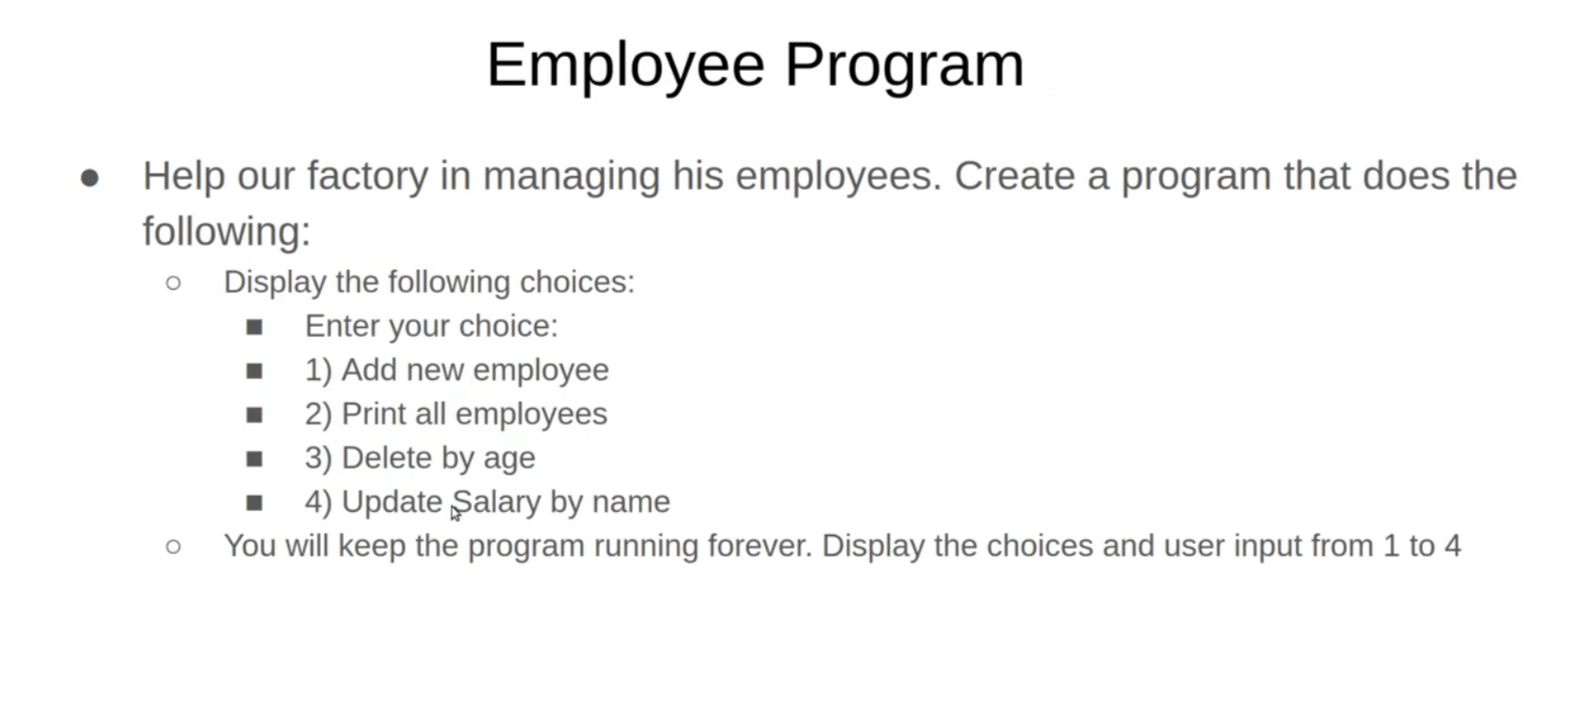 Employee Program
Help our factory in managing his employees. Create a program that does the
following:
Display the following choices:
Enter your choice:
1) Add new employee
2) Print all employees
3) Delete by age
4) Update Salary by name
You will keep the program running forever. Display the choices and user input from 1 to 4